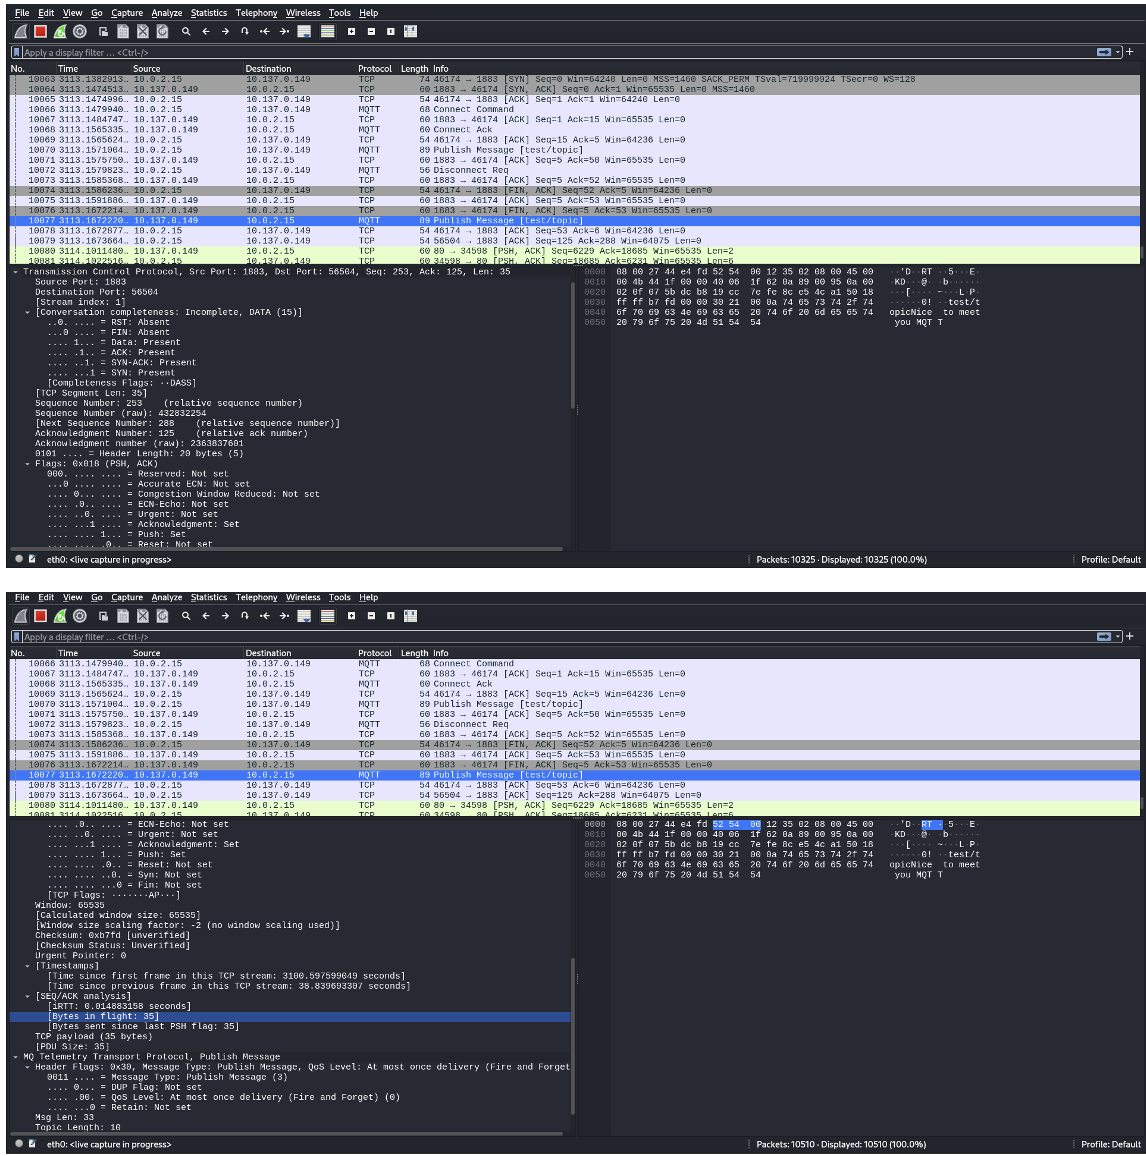 File Edit View Go Capture Analyze Statistics Telephony Wireless Tools Help
Apply a display filter ... <Ctrl-/>
No. Time Source Destination Protocol Length Info
10063 3113.1382913… 10.0.2.15 10.137.0.149 TCP 74 46174 → 1883 [SYN] Seq=0 Win=64240 Len=0 MSS=1460 SACK_PERM TSval=719999924 TSecr=0 WS=128
10064 3113.1474513… 10.137.0.149 10.0.2.15 TCP 60 1883 → 46174 [SYN, ACK] Seq=0 Ack=1 Win=65535 Len=0 MSS=1460
10065 3113.1474996… 10.0.2.15 10.137.0.149 TCP 54 46174 → 1883 [ACK] Seq=1 Ack=1 Win=64240 Len=0
10066 3113.1479940… 10.0.2.15 10.137.0.149 MQTT 68 Connect Command
10067 3113.1484747… 10.137.0.149 10.0.2.15 TCP 60 1883 → 46174 [ACK] Seq=1 Ack=15 Win=65535 Len=0
10068 3113.1565335… 10.137.0.149 10.0.2.15 MQTT 60 Connect Ack
10069 3113.1565624… 10.0.2.15 10.137.0.149 TCP 54 46174 → 1883 [ACK] Seq=15 Ack=5 Win=64236 Len=0
10070 3113.1571004… 10.0.2.15 10.137.0.149 MQTT 89 Publish Message [test/topic]
10071 3113.1575750… 10.137.0.149 10.0.2.15 TCP 60 1883 → 46174 [ACK] Seq=5 Ack=50 Win=65535 Len=0
10072 3113.1579823… 10.0.2.15 10.137.0.149 MQTT 56 Disconnect Req
10073 3113.1585368… 10.137.0.149 10.0.2.15 TCP 60 1883 → 46174 [ACK] Seq=5 Ack=52 Win=65535 Len=0
10074 3113.1586236… 10.0.2.15 10.137.0.149 TCP 54 46174 → 1883 [FIN, ACK] Seq=52 Ack=5 Win=64236 Len=0
10075 3113.1591886… 10.137.0.149 10.0.2.15 TCP 60 1883 → 46174 [ACK] Seq=5 Ack=53 Win=65535 Len=0
10076 3113.1672214… 10.137.0.149 10.0.2.15 TCP 60 1883 → 46174 [FIN, ACK] Seq=5 Ack=53 Win=65535 Len=0
10077 3113.1672220… 10.137.0.149 10.0.2.15 MQTT 89 Publish Message [test/topic]
10078 3113.1672877… 10.0.2.15 10.137.0.149 TCP 54 46174 → 1883 [ACK] Seq=53 Ack=6 Win=64236 Len=0
10079 3113.1673664… 10.0.2.15 10.137.0.149 TCP 54 56504 → 1883 [ACK] Seq=125 Ack=288 Win=64075 Len=0
10080 3114.1011480… 10.137.0.149 10.0.2.15 TCP 60 80 → 34598 [PSH, ACK] Seq=6229 Ack=18685 Win=65535 Len=2
10081 3114.1022516… 10.137.0.149 10.0.2.15 TCP 60 80 → 34598 [PSH, ACK] Seq=6231 Ack=18685 Win=65535 Len=6
Transmission Control Protocol, Src Port: 1883, Dst Port: 56504, Seq: 253, Ack: 125, Len: 35
Source Port: 1883
Destination Port: 56504
[Stream index: 1]
[Conversation completeness: Incomplete, DATA (15)]
..0. .... = RST: Absent
...0 .... = FIN: Absent
.... 1... = Data: Present
.... .1.. = ACK: Present
.... ..1. = SYN-ACK: Present
.... ...1 = SYN: Present
[Completeness Flags: ··DASS]
[TCP Segment Len: 35]
Sequence Number: 253 (relative sequence number)
Sequence Number (raw): 432832254
[Next Sequence Number: 288 (relative sequence number)]
Acknowledgment Number: 125 (relative ack number)
Acknowledgment number (raw): 2363837601
0101 .... = Header Length: 20 bytes (5)
Flags: 0x018 (PSH, ACK)
000. .... .... = Reserved: Not set
...0 .... .... = Accurate ECN: Not set
.... 0... .... = Congestion Window Reduced: Not set
.... .0.. .... = ECN-Echo: Not set
.... ..0. .... = Urgent: Not set
.... ...1 .... = Acknowledgment: Set
.... .... 1... = Push: Set
.... .... .0.. = Reset: Not set
0000 08 00 27 44 e4 fd 52 54 00 12 35 02 08 00 45 00 ··'D··RT ··5···E·
0010 00 4b 44 1f 00 00 40 06 1f 62 0a 89 00 95 0a 00 ·KD···@· ·b······
0020 02 0f 07 5b dc b8 19 cc 7e fe 8c e5 4c a1 50 18 ···[···· ~···L·P·
0030 ff ff b7 fd 00 00 30 21 00 0a 74 65 73 74 2f 74 ······0! ··test/t
0040 6f 70 69 63 4e 69 63 65 20 74 6f 20 6d 65 65 74 opicNice to meet
0050 20 79 6f 75 20 4d 51 54 54 you MQT T
eth0: <live capture in progress> Packets: 10325 · Displayed: 10325 (100.0%) Profile: Default
File Edit View Go Capture Analyze Statistics Telephony Wireless Tools Help
Apply a display filter ... <Ctrl-/>
No. Time Source Destination Protocol Length Info
10066 3113.1479940… 10.0.2.15 10.137.0.149 MQTT 68 Connect Command
10067 3113.1484747… 10.137.0.149 10.0.2.15 TCP 60 1883 → 46174 [ACK] Seq=1 Ack=15 Win=65535 Len=0
10068 3113.1565335… 10.137.0.149 10.0.2.15 MQTT 60 Connect Ack
10069 3113.1565624… 10.0.2.15 10.137.0.149 TCP 54 46174 → 1883 [ACK] Seq=15 Ack=5 Win=64236 Len=0
10070 3113.1571004… 10.0.2.15 10.137.0.149 MQTT 89 Publish Message [test/topic]
10071 3113.1575750… 10.137.0.149 10.0.2.15 TCP 60 1883 → 46174 [ACK] Seq=5 Ack=50 Win=65535 Len=0
10072 3113.1579823… 10.0.2.15 10.137.0.149 MQTT 56 Disconnect Req
10073 3113.1585368… 10.137.0.149 10.0.2.15 TCP 60 1883 → 46174 [ACK] Seq=5 Ack=52 Win=65535 Len=0
10074 3113.1586236… 10.0.2.15 10.137.0.149 TCP 54 46174 → 1883 [FIN, ACK] Seq=52 Ack=5 Win=64236 Len=0
10075 3113.1591886… 10.137.0.149 10.0.2.15 TCP 60 1883 → 46174 [ACK] Seq=5 Ack=53 Win=65535 Len=0
10076 3113.1672214… 10.137.0.149 10.0.2.15 TCP 60 1883 → 46174 [FIN, ACK] Seq=5 Ack=53 Win=65535 Len=0
10077 3113.1672220… 10.137.0.149 10.0.2.15 MQTT 89 Publish Message [test/topic]
10078 3113.1672877… 10.0.2.15 10.137.0.149 TCP 54 46174 → 1883 [ACK] Seq=53 Ack=6 Win=64236 Len=0
10079 3113.1673664… 10.0.2.15 10.137.0.149 TCP 54 56504 → 1883 [ACK] Seq=125 Ack=288 Win=64075 Len=0
10080 3114.1011480… 10.137.0.149 10.0.2.15 TCP 60 80 → 34598 [PSH, ACK] Seq=6229 Ack=18685 Win=65535 Len=2
10081 3114.1022516… 10.137.0.149 10.0.2.15 TCP 60 80 → 34598 [PSH, ACK] Seq=6231 Ack=18685 Win=65535 Len=6
.... .0.. .... = ECN-Echo: Not set
.... ..0. .... = Urgent: Not set
.... ...1 .... = Acknowledgment: Set
.... .... 1... = Push: Set
.... .... .0.. = Reset: Not set
.... .... ..0. = Syn: Not set
.... .... ...0 = Fin: Not set
[TCP Flags: ·······AP···]
Window: 65535
[Calculated window size: 65535]
[Window size scaling factor: -2 (no window scaling used)]
Checksum: 0xb7fd [unverified]
[Checksum Status: Unverified]
Urgent Pointer: 0
[Timestamps]
[Time since first frame in this TCP stream: 3100.597599049 seconds]
[Time since previous frame in this TCP stream: 38.839693307 seconds]
[SEQ/ACK analysis]
[iRTT: 0.014883158 seconds]
[Bytes in flight: 35]
[Bytes sent since last PSH flag: 35]
TCP payload (35 bytes)
[PDU Size: 35]
MQ Telemetry Transport Protocol, Publish Message
Header Flags: 0x30, Message Type: Publish Message, QoS Level: At most once delivery (Fire and Forget
0011 .... = Message Type: Publish Message (3)
.... 0... = DUP Flag: Not set
.... .00. = QoS Level: At most once delivery (Fire and Forget) (0)
.... ...0 = Retain: Not set
Msg Len: 33
Topic Length: 10
0000 08 00 27 44 e4 fd 52 54 00 12 35 02 08 00 45 00 ··'D··RT ··5···E·
0010 00 4b 44 1f 00 00 40 06 1f 62 0a 89 00 95 0a 00 ·KD···@· ·b······
0020 02 0f 07 5b dc b8 19 cc 7e fe 8c e5 4c a1 50 18 ···[···· ~···L·P·
0030 ff ff b7 fd 00 00 30 21 00 0a 74 65 73 74 2f 74 ······0! ··test/t
0040 6f 70 69 63 4e 69 63 65 20 74 6f 20 6d 65 65 74 opicNice to meet
0050 20 79 6f 75 20 4d 51 54 54 you MQT T
eth0: <live capture in progress> Packets: 10510 · Displayed: 10510 (100.0%) Profile: Default